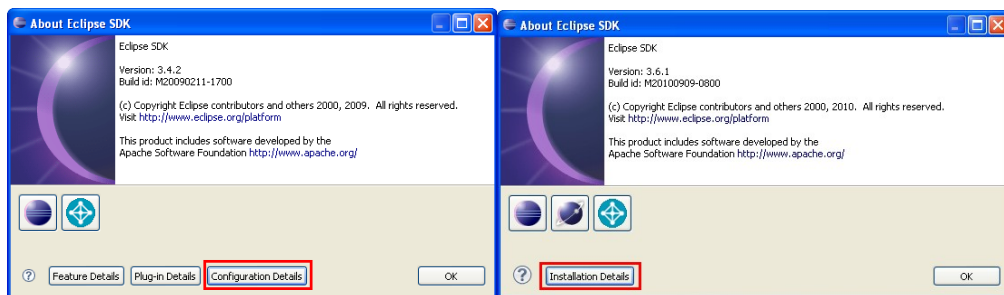 About Eclipse SDK
Eclipse SDK
Version: 3.4.2
Build id: M20090211-1700
(c) Copyright Eclipse contributors and others 2000, 2009.  All rights reserved.
Visit http://www.eclipse.org/platform
This product includes software developed by the
Apache Software Foundation http://www.apache.org/
? Feature Details Plug-in Details Configuration Details OK
About Eclipse SDK
Eclipse SDK
Version: 3.6.1
Build id: M20100909-0800
(c) Copyright Eclipse contributors and others 2000, 2010.  All rights reserved.
Visit http://www.eclipse.org/platform
This product includes software developed by the
Apache Software Foundation http://www.apache.org/
? Installation Details OK